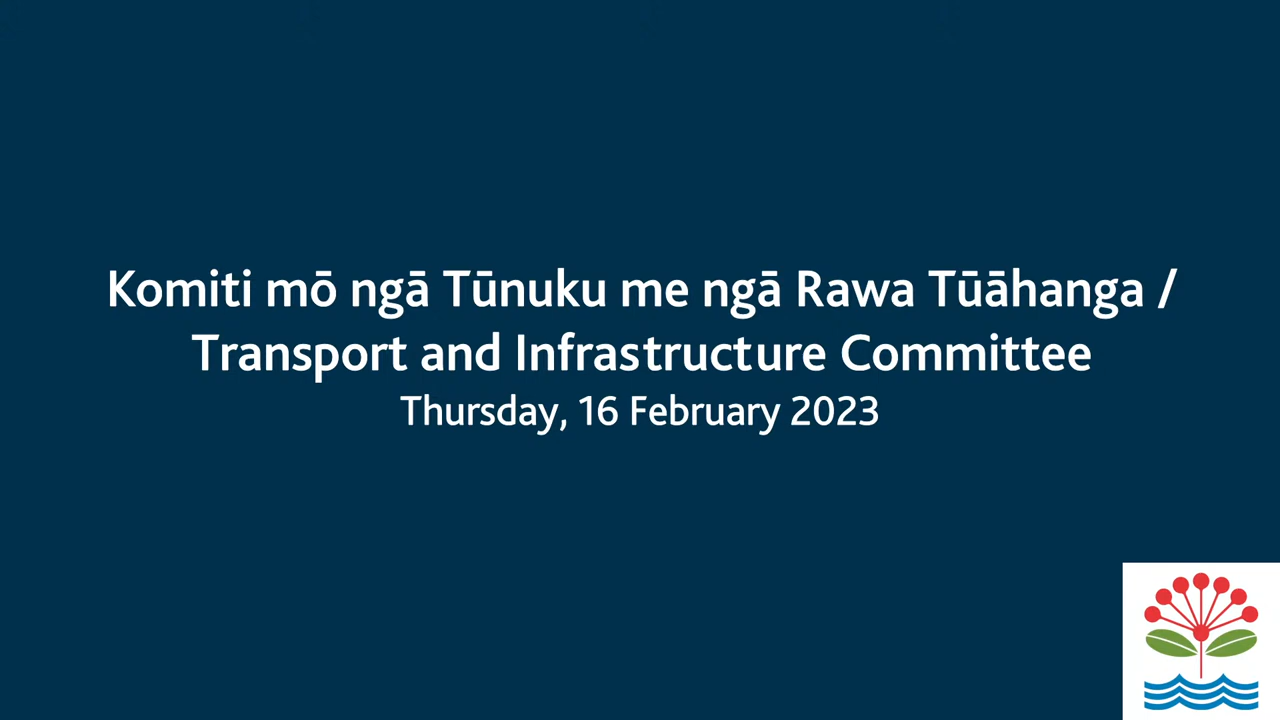 Komiti mō ngā Tūnuku me ngā Rawa Tūāhanga /
Transport and Infrastructure Committee
Thursday, 16 February 2023